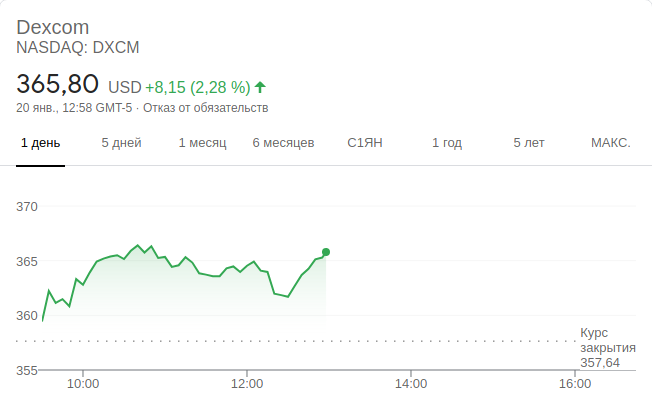 Dexcom
NASDAQ: DXCM
365,80 USD +8,15 (2,28 %)
20 янв., 12:58 GMT-5 · Отказ от обязательств
1 день 5 дней 1 месяц 6 месяцев С1ЯН 1 год 5 лет МАКС.
370
365
360
Курс
закрытия
357,64
355
10:00 12:00 14:00 16:00